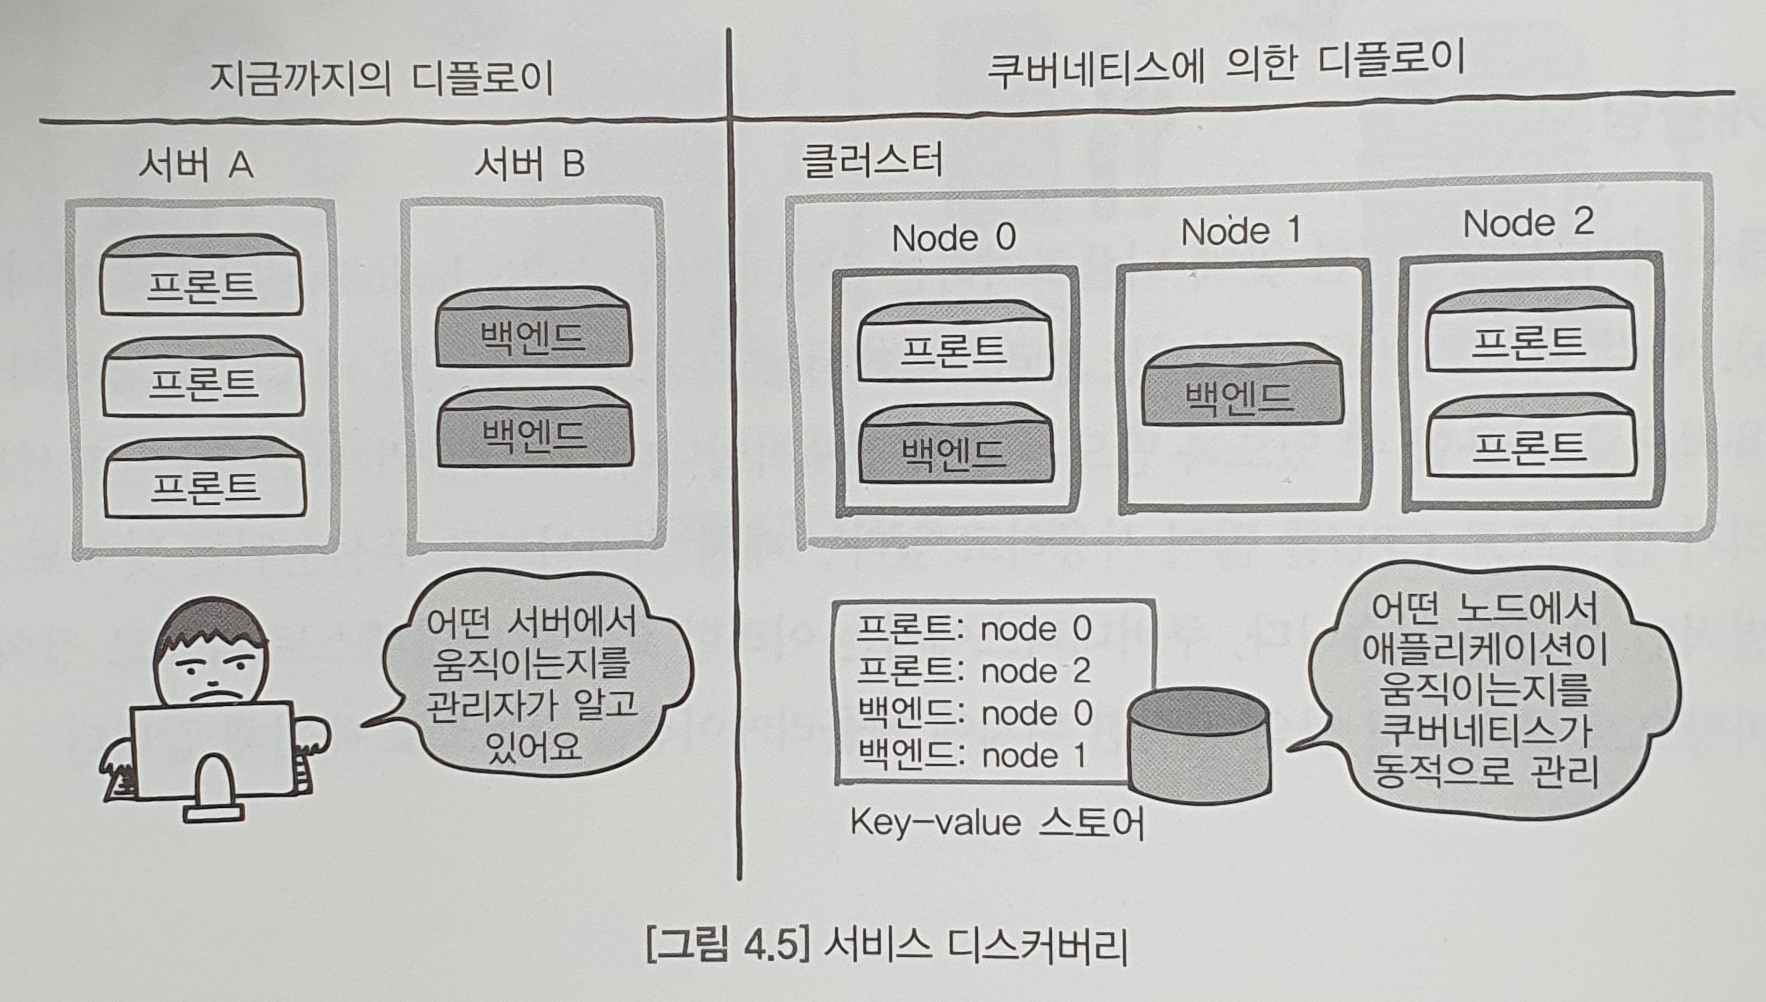 지금까지의 디플로이
서버 A
서버 B
프론트
프론트
프론트
백엔드
백엔드
어떤 서버에서
움직이는지를
관리자가 알고
있어요
쿠버네티스에 의한 디플로이
클러스터
Node 0
Node 1
Node 2
프론트
백엔드
백엔드
프론트
프론트
프론트: node 0
프론트: node 2
백엔드: node 0
백엔드: node 1
Key-value 스토어
어떤 노드에서
애플리케이션이
움직이는지를
쿠버네티스가
동적으로 관리
[그림 4.5] 서비스 디스커버리